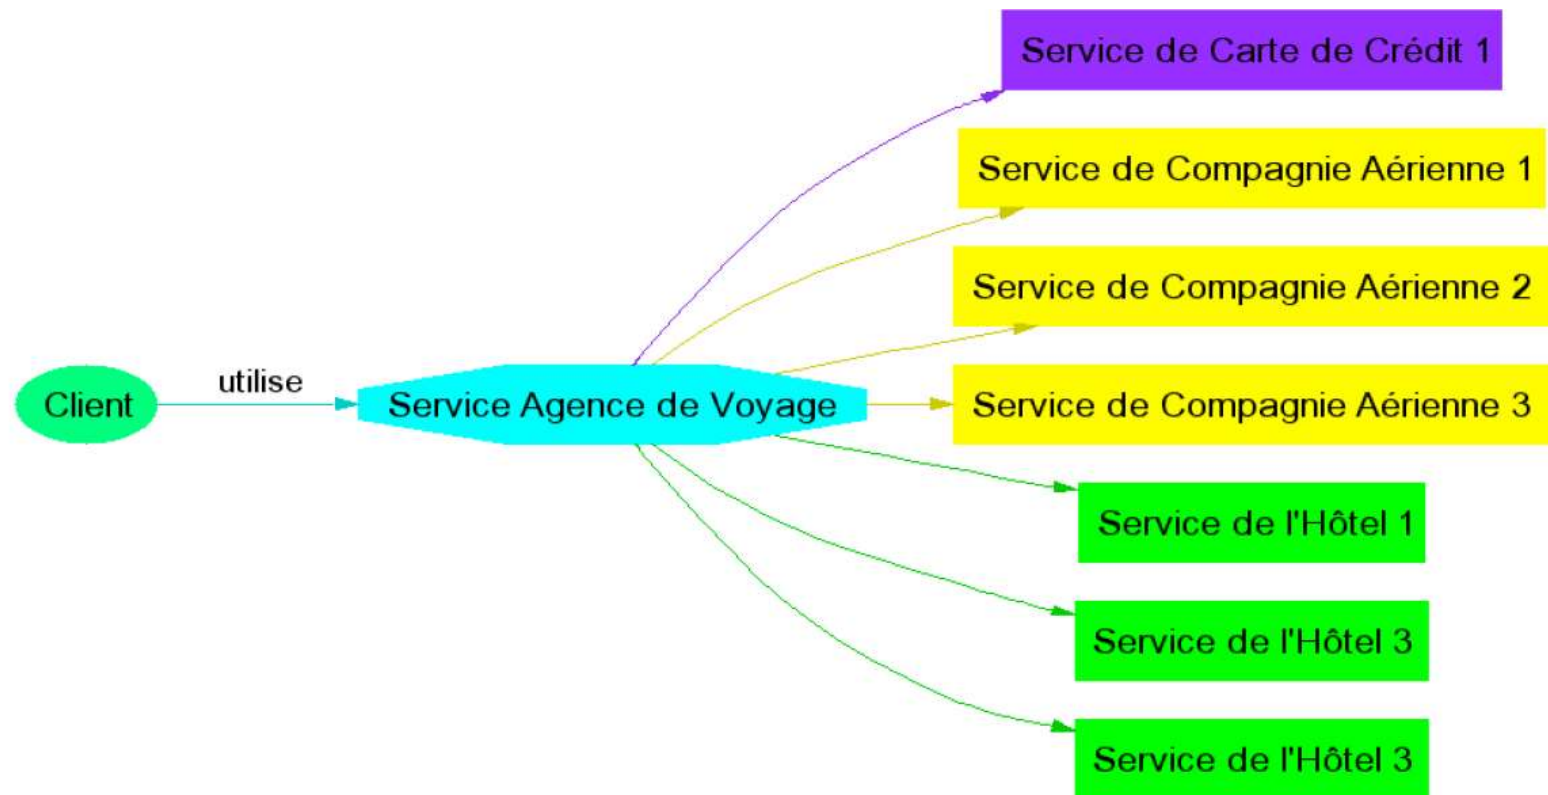 Service de Carte de Crédit 1
Service de Compagnie Aérienne 1
Service de Compagnie Aérienne 2
Client
utilise
Service Agence de Voyage
Service de Compagnie Aérienne 3
Service de l'Hôtel 1
Service de l'Hôtel 3
Service de l'Hôtel 3